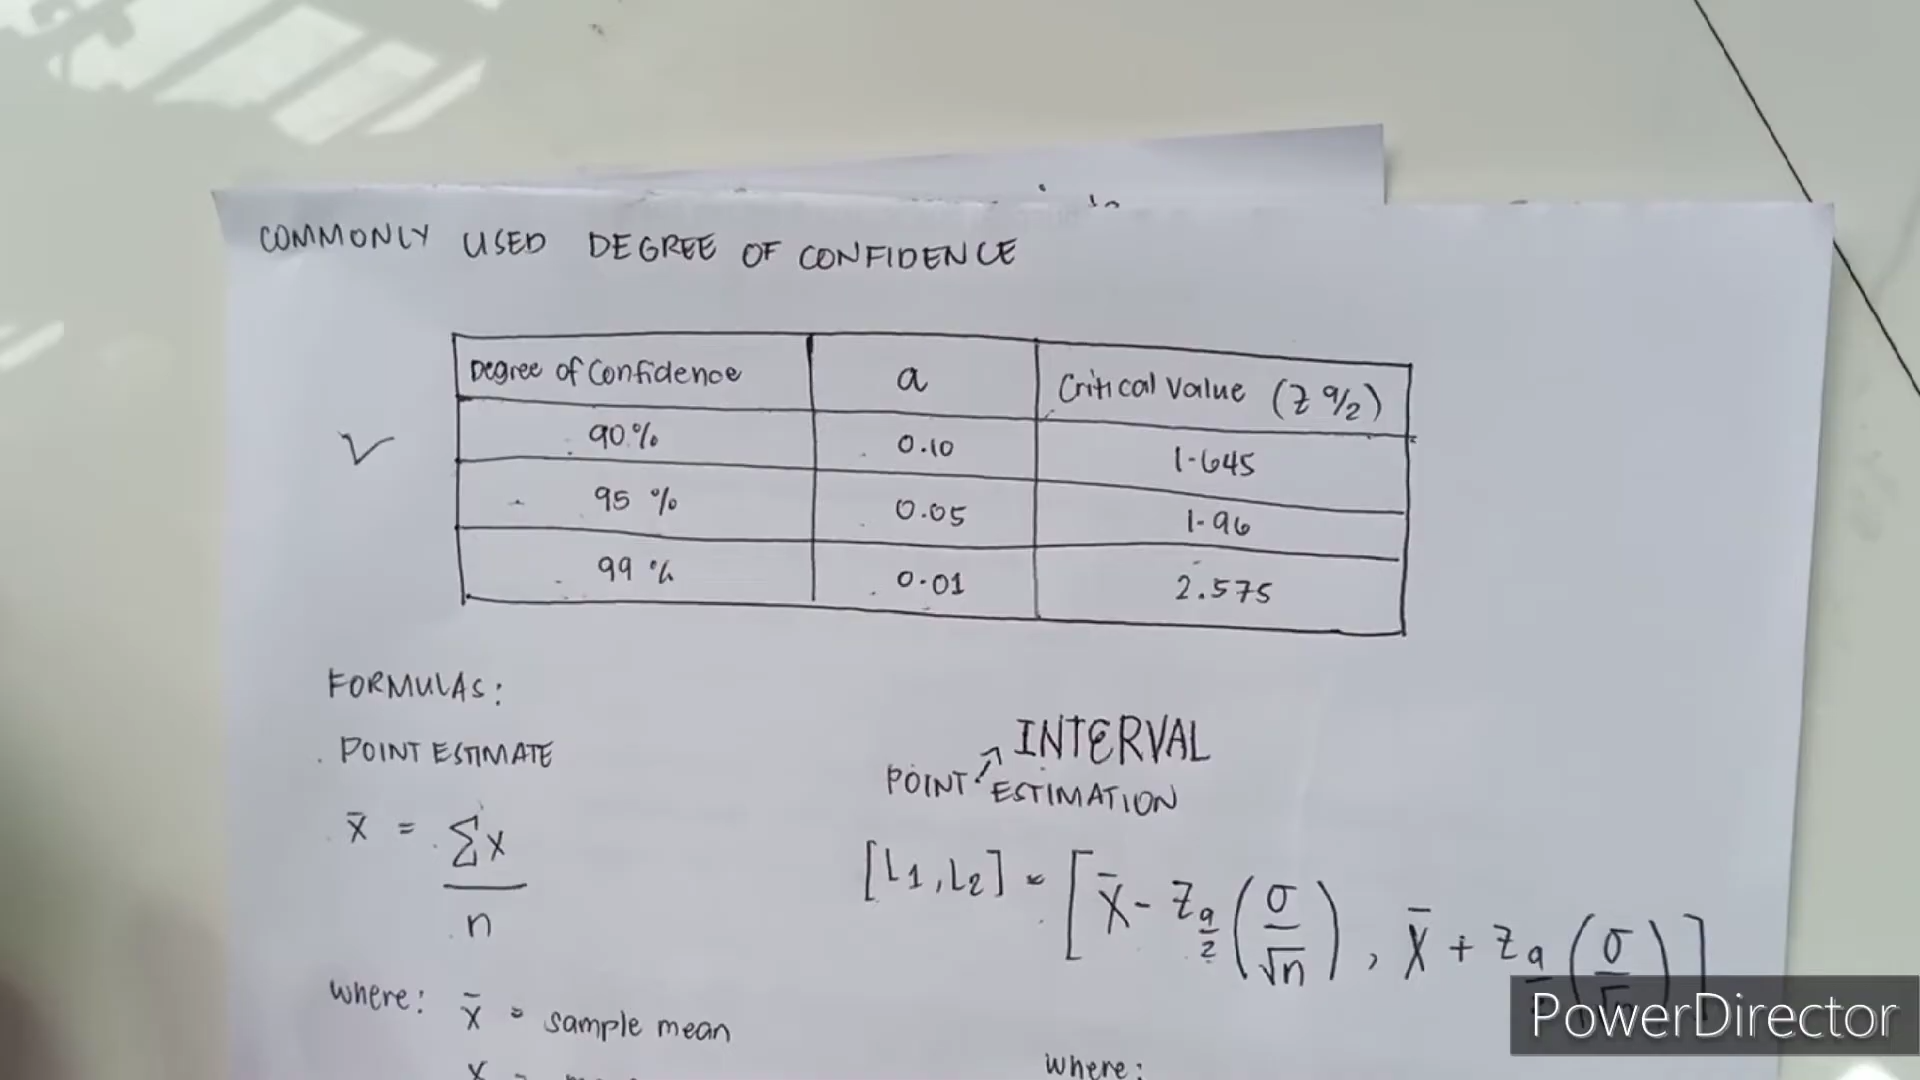 COMMONLY USED DEGREE OF CONFIDENCE
Degree of Confidence a Critical Value (Z a/2)
90% 0.10 1.645
95 % 0.05 1.96
99 % 0.01 2.575
FORMULAS:
POINT ESTIMATE
x̄ = Σx / n
where: x̄ = sample mean
x =
INTERVAL
POINT ESTIMATION
[L1, L2] = [x̄ - Z a/2 (σ/√n), x̄ + Z a (σ/√n)]
where:
PowerDirector